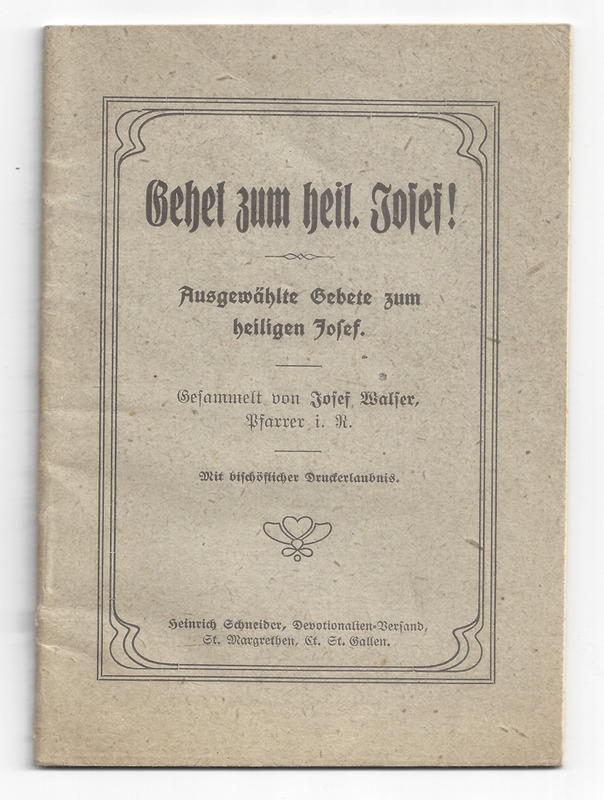 Gehet zum heil. Josef!
Ausgewählte Gebete zum
heiligen Josef.
Gesammelt von Josef Walser,
Pfarrer i. R.
Mit bischöflicher Druckerlaubnis.
Heinrich Schneider, Devotionalien-Versand,
St. Margrethen, Ct. St. Gallen.